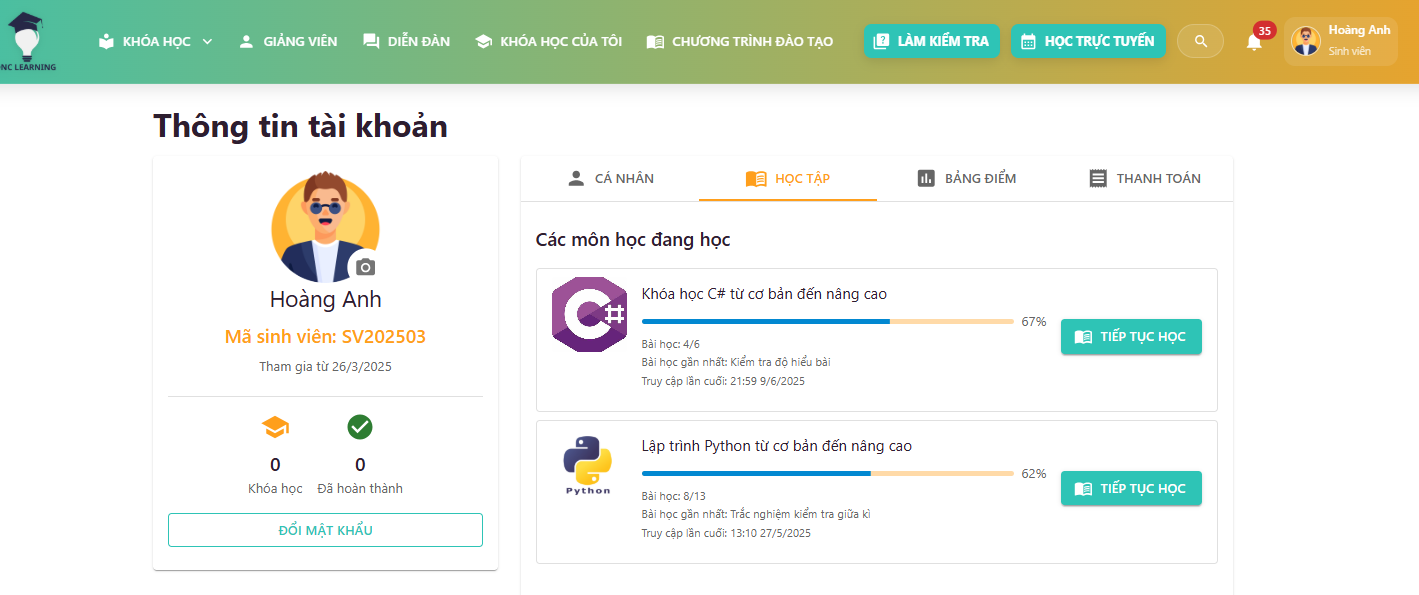 NC LEARNING
KHÓA HỌC
GIẢNG VIÊN
DIỄN ĐÀN
KHÓA HỌC CỦA TÔI
CHƯƠNG TRÌNH ĐÀO TẠO
LÀM KIỂM TRA
HỌC TRỰC TUYẾN
35
Hoàng Anh
Sinh viên
Thông tin tài khoản
Hoàng Anh
Mã sinh viên: SV202503
Tham gia từ 26/3/2025
0
Khóa học
0
Đã hoàn thành
ĐỔI MẬT KHẨU
CÁ NHÂN
HỌC TẬP
BẢNG ĐIỂM
THANH TOÁN
Các môn học đang học
C#
Khóa học C# từ cơ bản đến nâng cao
67%
Bài học: 4/6
Bài học gần nhất: Kiểm tra độ hiểu bài
Truy cập lần cuối: 21:59 9/6/2025
TIẾP TỤC HỌC
Python
Lập trình Python từ cơ bản đến nâng cao
62%
Bài học: 8/13
Bài học gần nhất: Trắc nghiệm kiểm tra giữa kì
Truy cập lần cuối: 13:10 27/5/2025
TIẾP TỤC HỌC